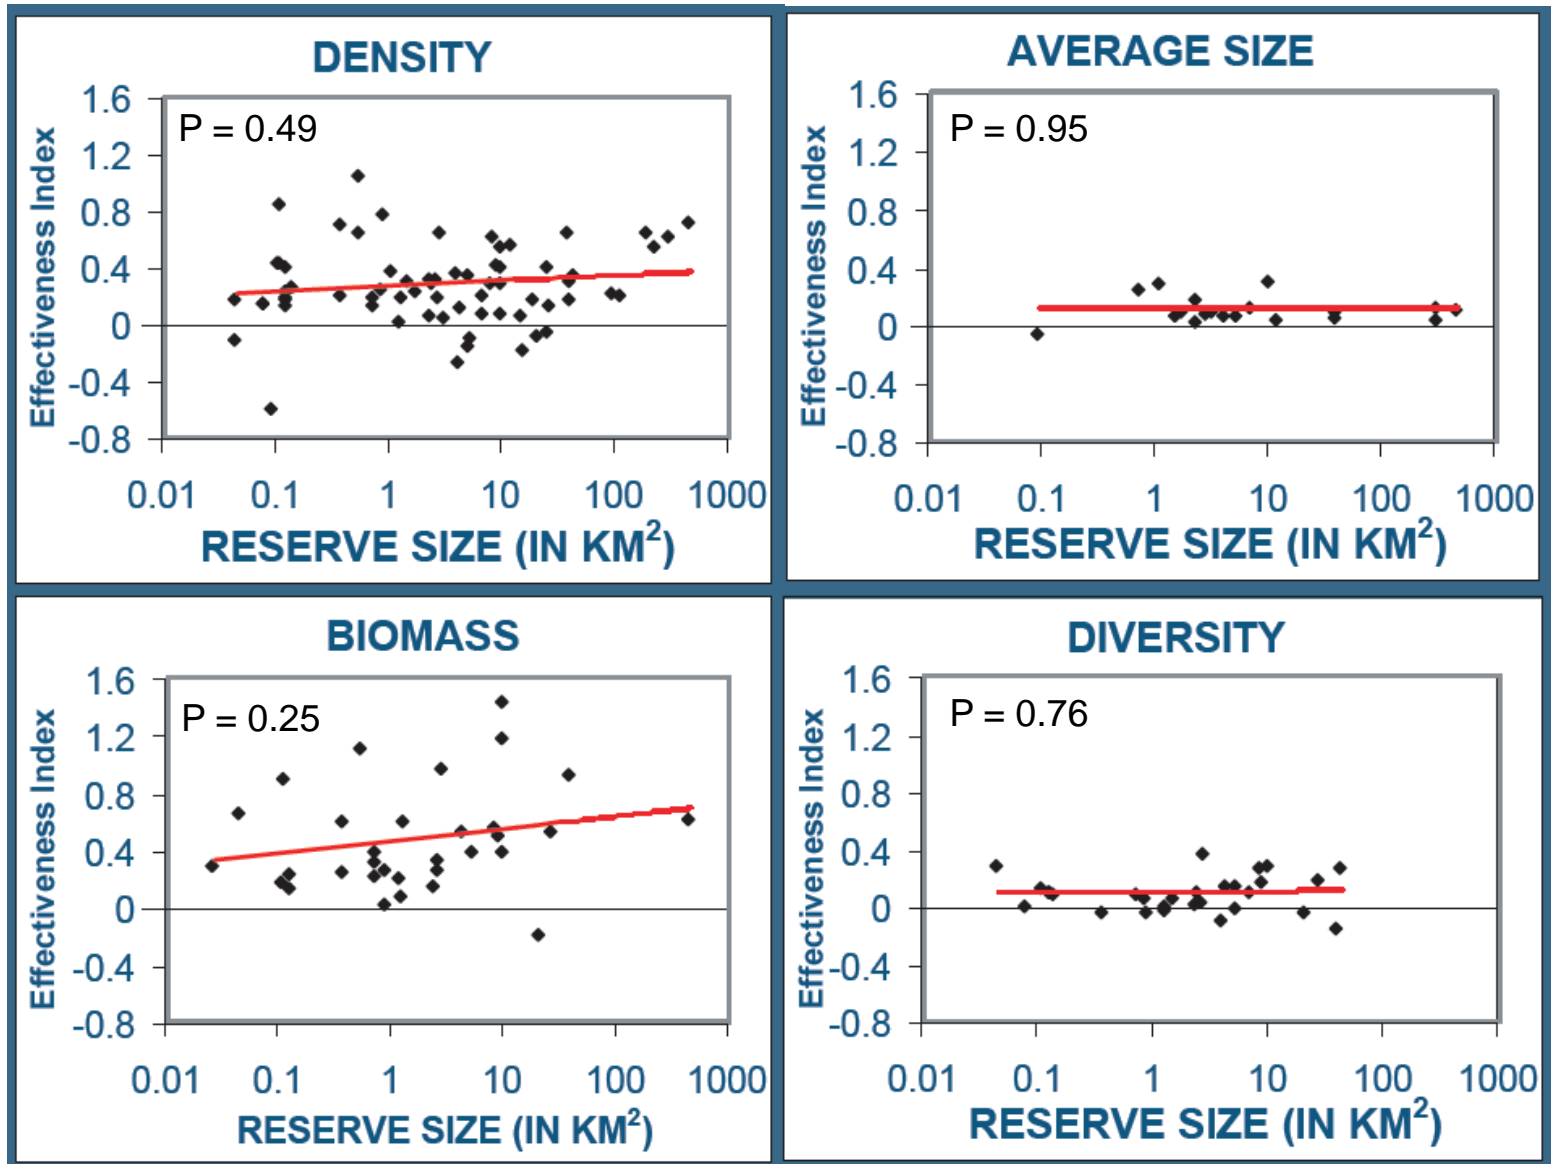 DENSITY
P = 0.49
Effectiveness Index
1.6
1.2
0.8
0.4
0
-0.4
-0.8
0.01 0.1 1 10 100 1000
RESERVE SIZE (IN KM²)
AVERAGE SIZE
P = 0.95
Effectiveness Index
1.6
1.2
0.8
0.4
0
-0.4
-0.8
0.01 0.1 1 10 100 1000
RESERVE SIZE (IN KM²)
BIOMASS
P = 0.25
Effectiveness Index
1.6
1.2
0.8
0.4
0
-0.4
-0.8
0.01 0.1 1 10 100 1000
RESERVE SIZE (IN KM²)
DIVERSITY
P = 0.76
Effectiveness Index
1.6
1.2
0.8
0.4
0
-0.4
-0.8
0.01 0.1 1 10 100 1000
RESERVE SIZE (IN KM²)